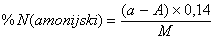 % N(amonijski) = (a − A) × 0,14 / M